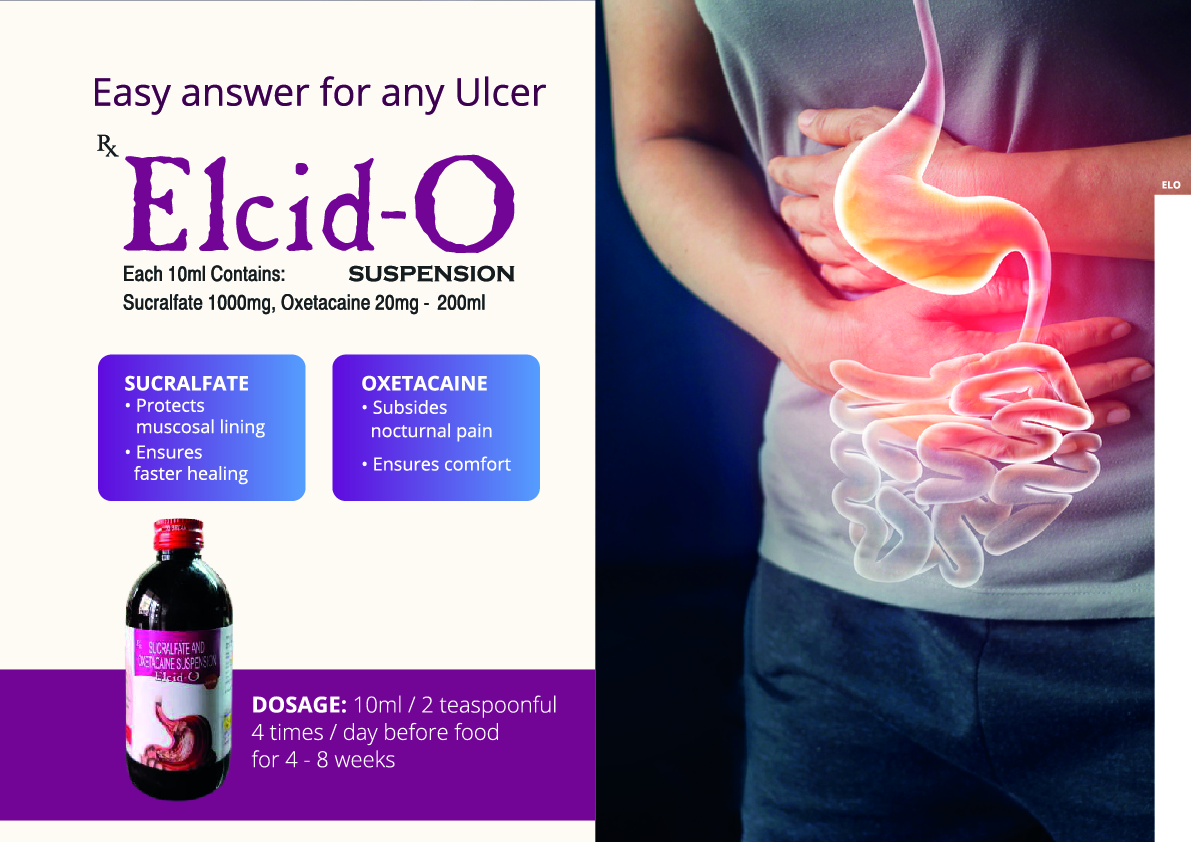 Easy answer for any Ulcer
Rx
Elcid-O
Each 10ml Contains: SUSPENSION
Sucralfate 1000mg, Oxetacaine 20mg - 200ml
SUCRALFATE
• Protects
muscosal lining
• Ensures
faster healing
OXETACAINE
• Subsides
nocturnal pain
• Ensures comfort
SUCRALFATE AND
OXETACAINE SUSPENSION
Elcid-O
DOSAGE: 10ml / 2 teaspoonful
4 times / day before food
for 4 - 8 weeks
ELO